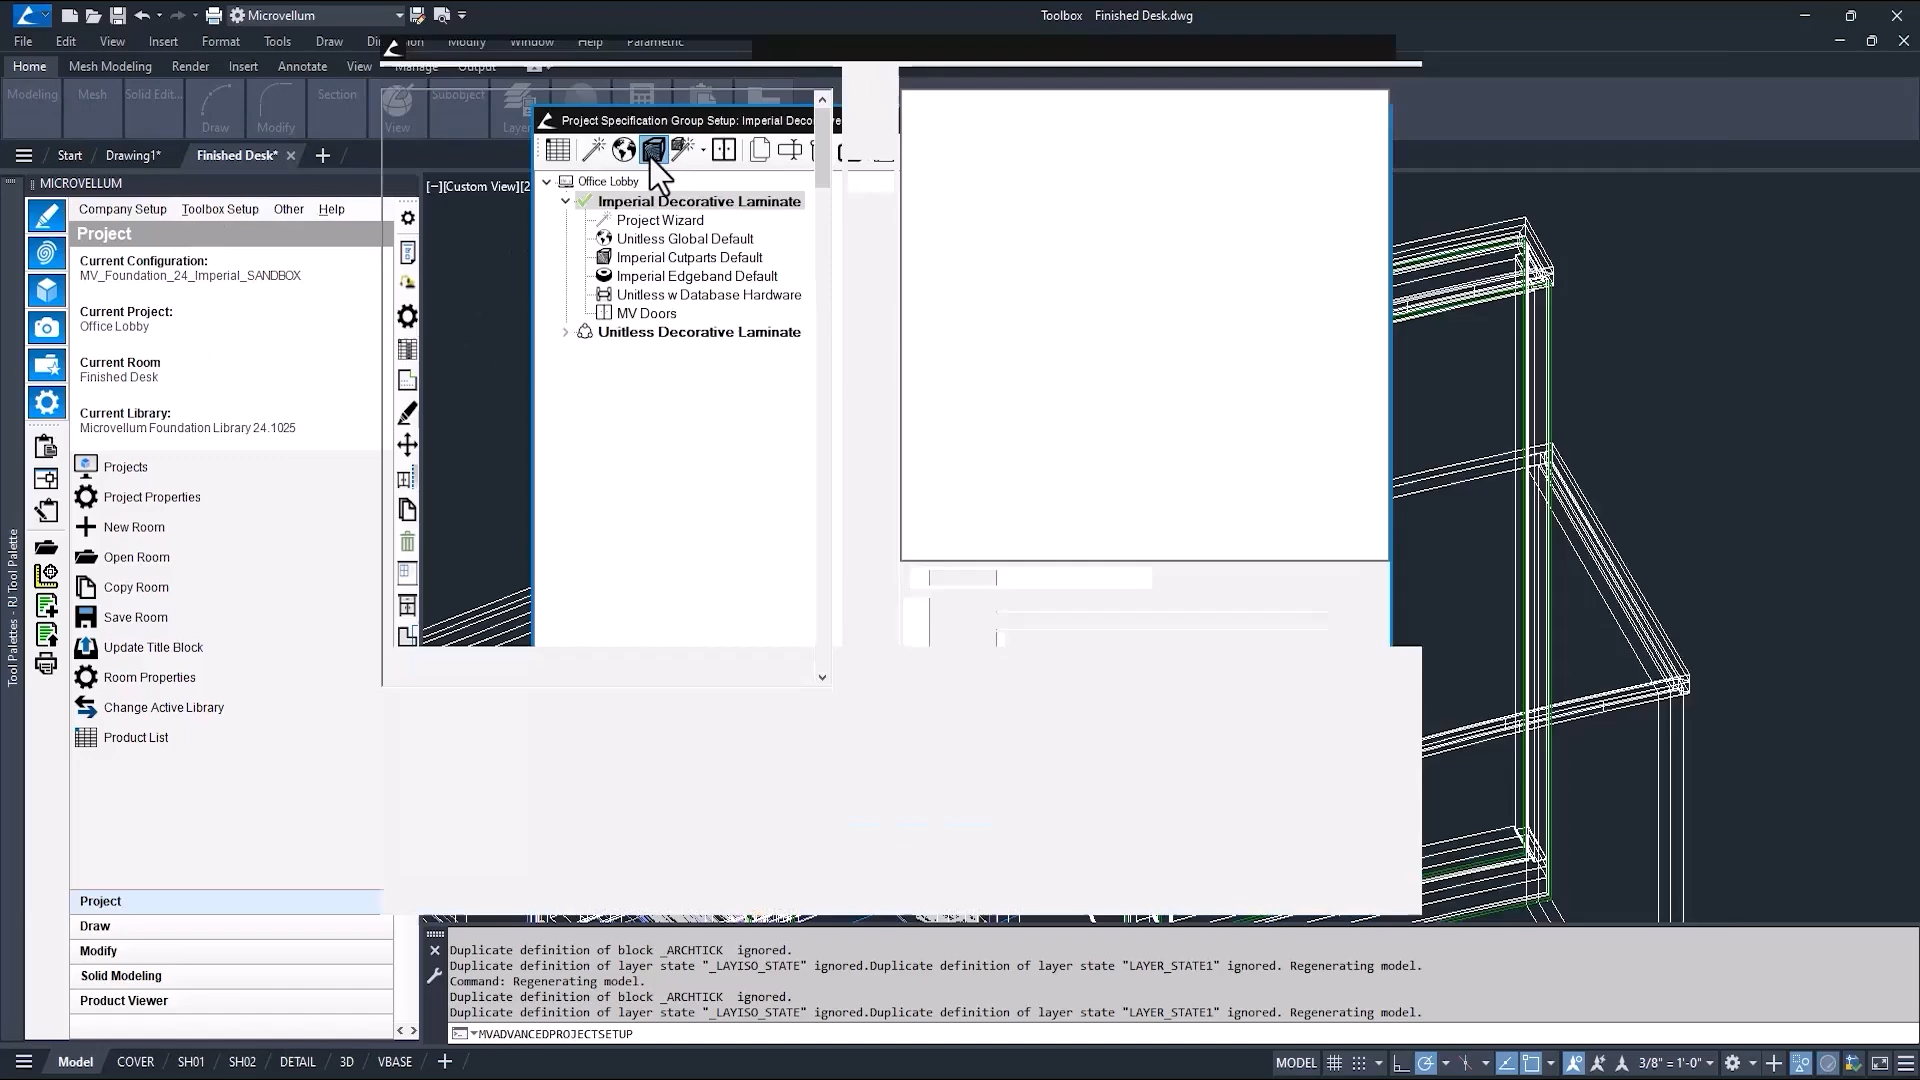 Microvellum
Toolbox Finished Desk.dwg
File Edit View Insert Format Tools Draw Modify Window Help Parametric
Home Mesh Modeling Render Insert Annotate View Manage Output
Modeling Mesh Solid Edit... Section Subobject
Draw Modify View
Start Drawing1* Finished Desk*
MICROVELLUM
[−][Custom View][2
Company Setup Toolbox Setup Other Help
Project
Current Configuration:
MV_Foundation_24_Imperial_SANDBOX
Current Project:
Office Lobby
Current Room
Finished Desk
Current Library:
Microvellum Foundation Library 24.1025
Projects
Project Properties
New Room
Open Room
Copy Room
Save Room
Update Title Block
Room Properties
Change Active Library
Product List
Project
Draw
Modify
Solid Modeling
Product Viewer
Tool Palettes - RJ Tool Palette
Project Specification Group Setup: Imperial Decor
Office Lobby
Imperial Decorative Laminate
Project Wizard
Unitless Global Default
Imperial Cutparts Default
Imperial Edgeband Default
Unitless w Database Hardware
MV Doors
Unitless Decorative Laminate
Duplicate definition of block _ARCHTICK ignored.
Duplicate definition of layer state "_LAYISO_STATE" ignored.Duplicate definition of layer state "LAYER_STATE1" ignored. Regenerating model.
Command: Regenerating model.
Duplicate definition of block _ARCHTICK ignored.
Duplicate definition of layer state "_LAYISO_STATE" ignored.Duplicate definition of layer state "LAYER_STATE1" ignored. Regenerating model.
MVADVANCEDPROJECTSETUP
Model COVER SH01 SH02 DETAIL 3D VBASE
MODEL 3/8" = 1'-0"